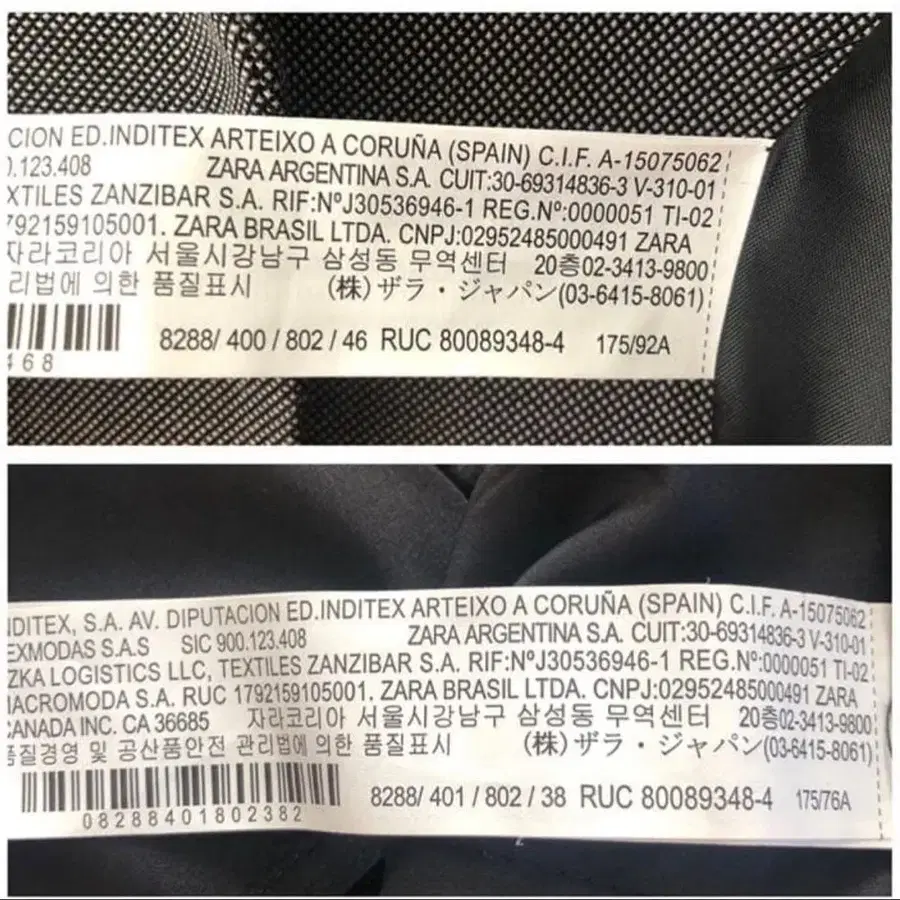 CION ED.INDITEX ARTEIXO A CORUÑA (SPAIN) C.I.F. A-15075062
.123.408 ZARA ARGENTINA S.A. CUIT:30-69314836-3 V-310-01
XTILES ZANZIBAR S.A. RIF:NºJ30536946-1 REG.Nº:0000051 TI-02
792159105001. ZARA BRASIL LTDA. CNPJ:02952485000491 ZARA
자라코리아 서울시강남구 삼성동 무역센터 20층02-3413-9800
리법에 의한 품질표시 (株)ザラ・ジャパン(03-6415-8061)
468 8288/ 400 / 802 / 46 RUC 80089348-4 175/92A
NDITEX, S.A. AV. DIPUTACION ED.INDITEX ARTEIXO A CORUÑA (SPAIN) C.I.F. A-15075062
EXMODAS S.A.S SIC 900.123.408 ZARA ARGENTINA S.A. CUIT:30-69314836-3 V-310-01
ZKA LOGISTICS LLC, TEXTILES ZANZIBAR S.A. RIF:NºJ30536946-1 REG.Nº:0000051 TI-02
MACROMODA S.A. RUC 1792159105001. ZARA BRASIL LTDA. CNPJ:02952485000491 ZARA
CANADA INC. CA 36685 자라코리아 서울시강남구 삼성동 무역센터 20층02-3413-9800
품질경영 및 공산품안전 관리법에 의한 품질표시 (株)ザラ・ジャパン(03-6415-8061)
08288401802382 8288/ 401 / 802 / 38 RUC 80089348-4 175/76A